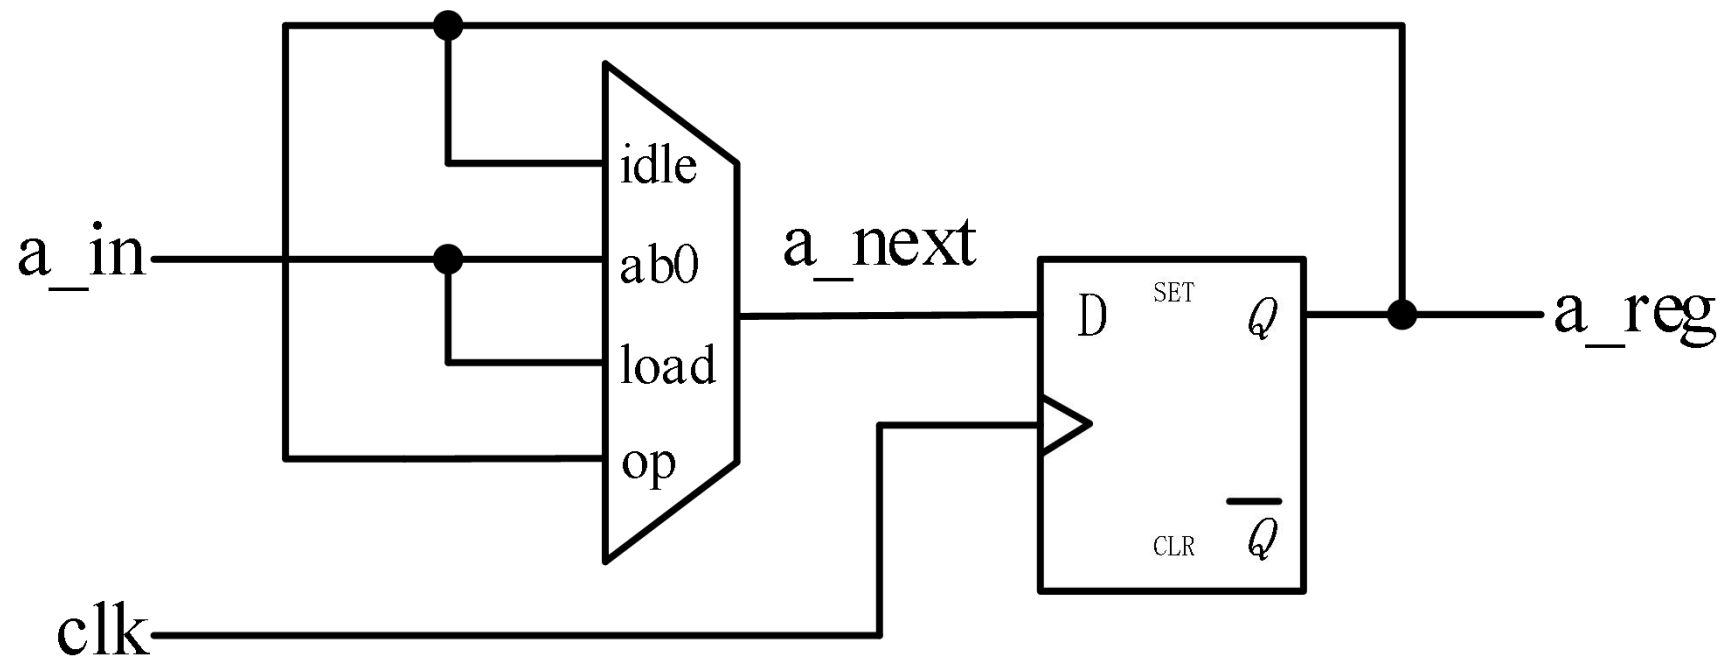 idle
a_in
ab0
a_next
load
op
D
SET
Q
CLR
Q
a_reg
clk